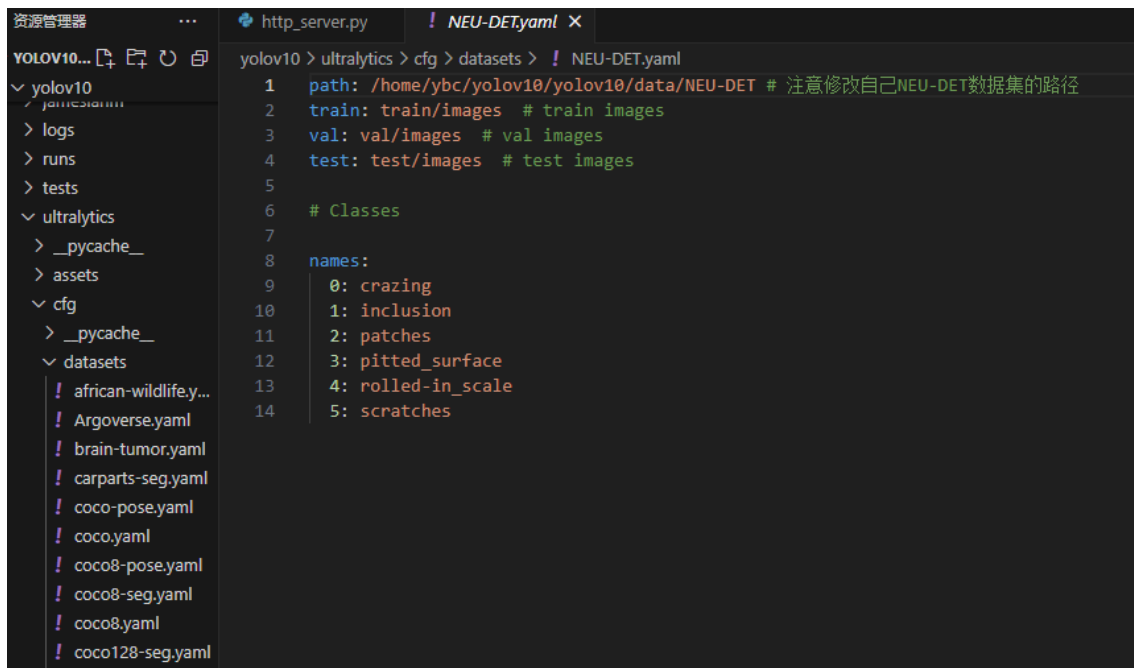 资源管理器 ···
YOLOV10...
yolov10
logs
runs
tests
ultralytics
__pycache__
assets
cfg
__pycache__
datasets
african-wildlife.y...
Argoverse.yaml
brain-tumor.yaml
carparts-seg.yaml
coco-pose.yaml
coco.yaml
coco8-pose.yaml
coco8-seg.yaml
coco8.yaml
coco128-seg.yaml
http_server.py ! NEU-DET.yaml ×
yolov10 > ultralytics > cfg > datasets > ! NEU-DET.yaml
1 path: /home/ybc/yolov10/yolov10/data/NEU-DET # 注意修改自己NEU-DET数据集的路径
2 train: train/images # train images
3 val: val/images # val images
4 test: test/images # test images
5
6 # Classes
7
8 names:
9 0: crazing
10 1: inclusion
11 2: patches
12 3: pitted_surface
13 4: rolled-in_scale
14 5: scratches